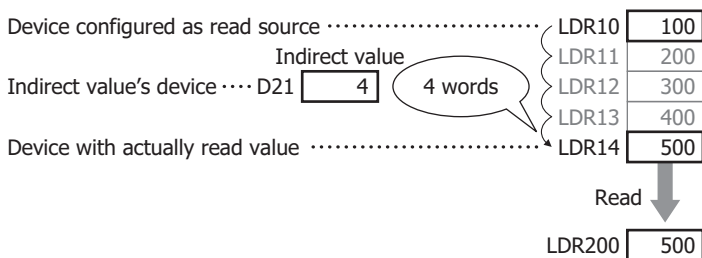 Device configured as read source ························· LDR10 100
Indirect value LDR11 200
Indirect value's device ···· D21 4 4 words LDR12 300
LDR13 400
Device with actually read value ··························· LDR14 500
Read
LDR200 500